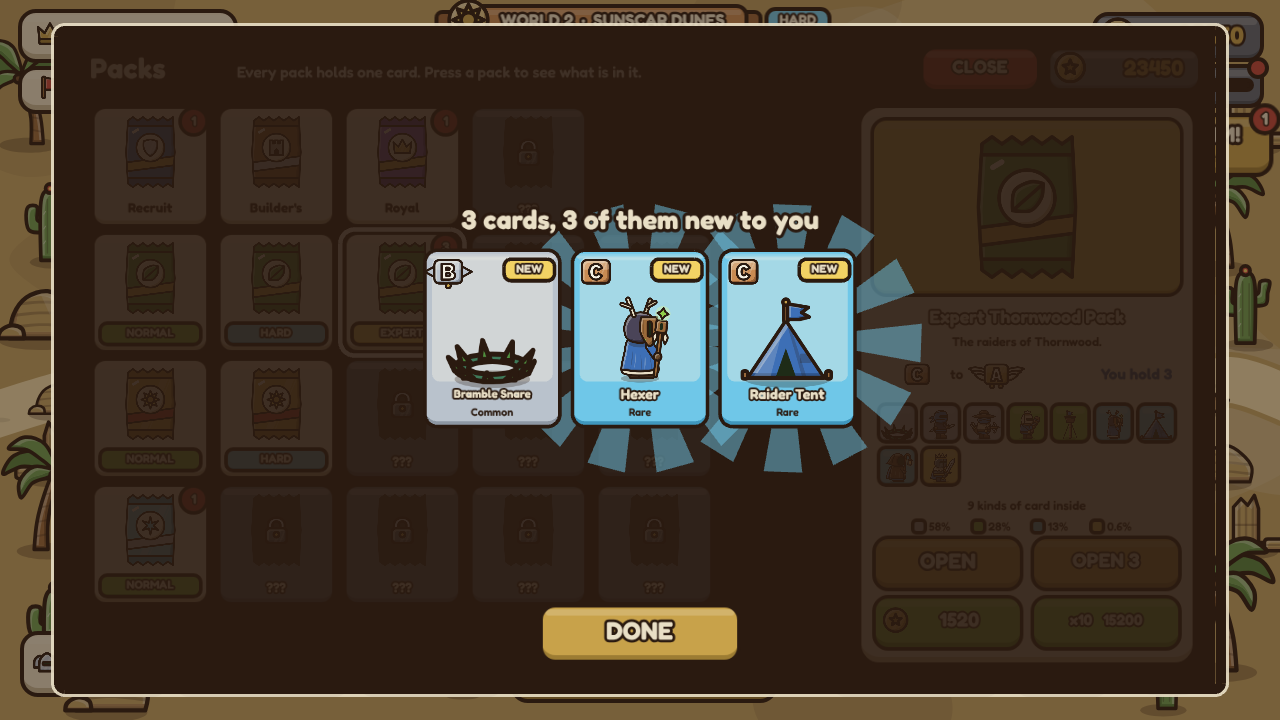 WORLD 2 · SUNSCAR DUNES
HARD
Packs
Every pack holds one card. Press a pack to see what is in it.
CLOSE
23450
1
1
1
Recruit
Builder's
Royal
???
3 cards, 3 of them new to you
B
NEW
C
NEW
C
NEW
Bramble Snare
Common
Hexer
Rare
Raider Tent
Rare
NORMAL
HARD
EXPERT
Expert Thornwood Pack
The raiders of Thornwood.
C to A
You hold 3
NORMAL
HARD
???
???
???
9 kinds of card inside
58%
28%
13%
0.6%
OPEN
OPEN 3
1
NORMAL
???
???
???
???
1520
x10 15200
DONE